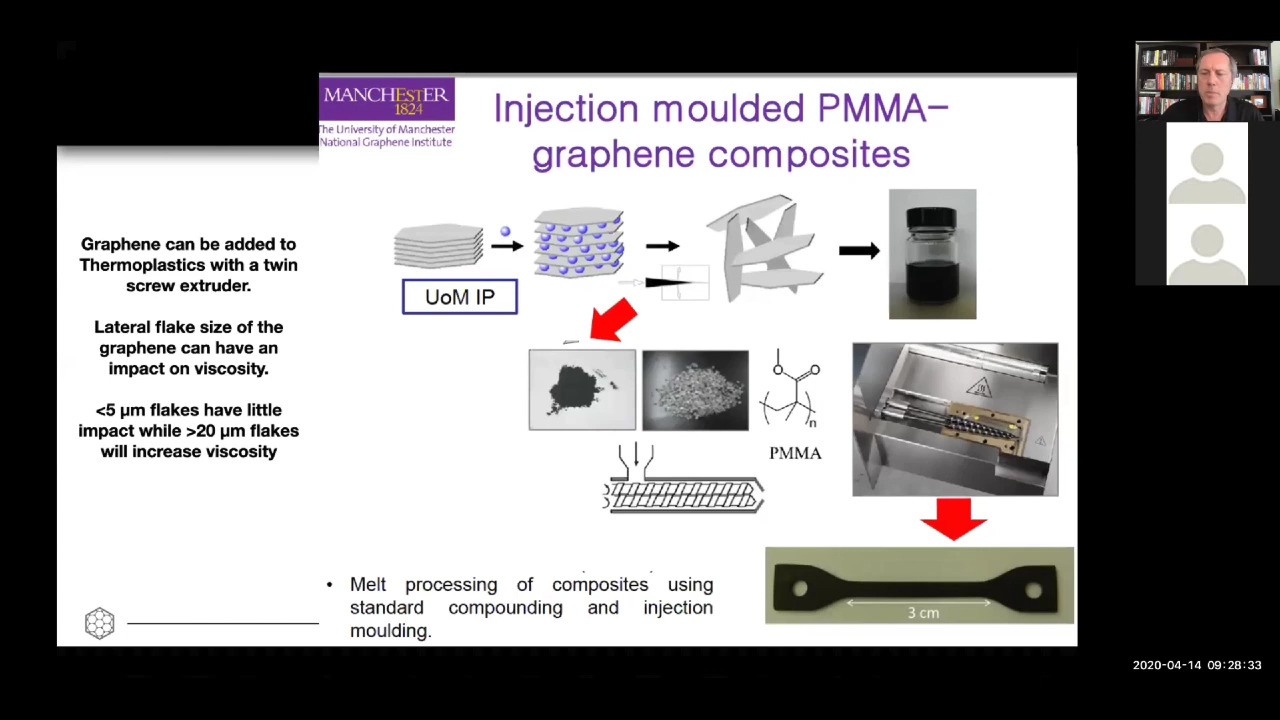 MANCHESTER
1824
The University of Manchester
National Graphene Institute
Injection moulded PMMA-
graphene composites
Graphene can be added to
Thermoplastics with a twin
screw extruder.
Lateral flake size of the
graphene can have an
impact on viscosity.
<5 µm flakes have little
impact while >20 µm flakes
will increase viscosity
UoM IP
O
O
n
PMMA
3 cm
• Melt processing of composites using
standard compounding and injection
moulding.
2020-04-14 09:28:33